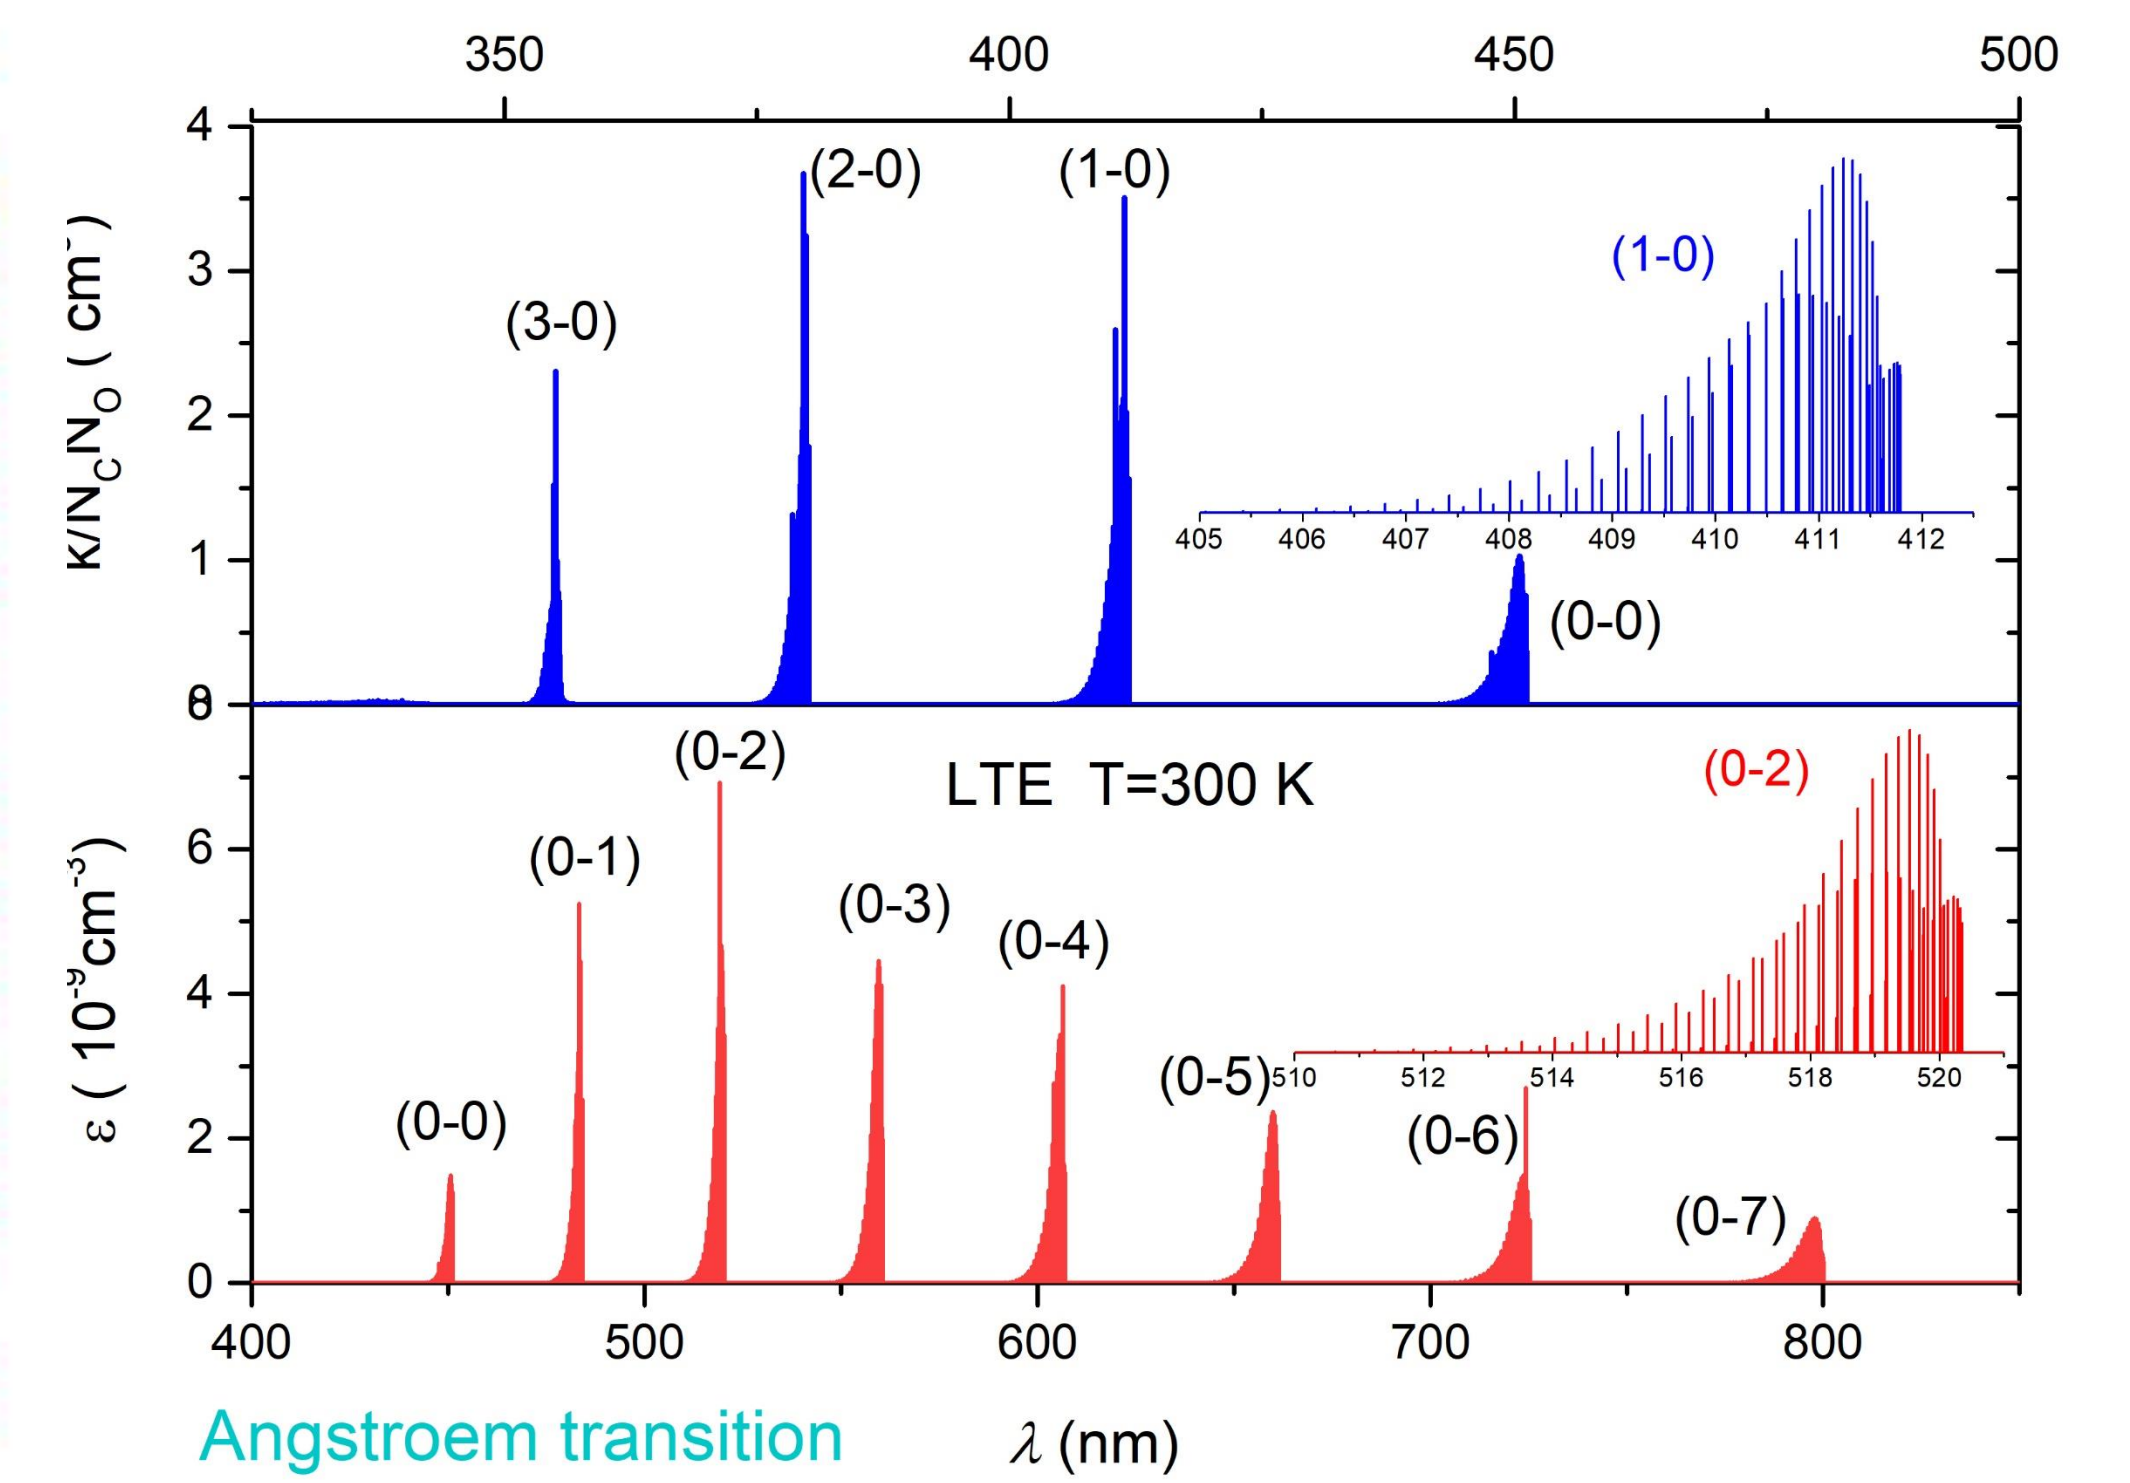 350 400 450 500
4
3
2
1
8
K/N_C N_O ( cm )
(3-0)
(2-0)
(1-0)
(0-0)
(1-0)
405 406 407 408 409 410 411 412
6
4
2
0
ε ( 10⁻⁹cm⁻³)
(0-0)
(0-1)
(0-2)
(0-3)
(0-4)
(0-5)
(0-6)
(0-7)
LTE T=300 K
(0-2)
510 512 514 516 518 520
400 500 600 700 800
Angstroem transition
λ (nm)